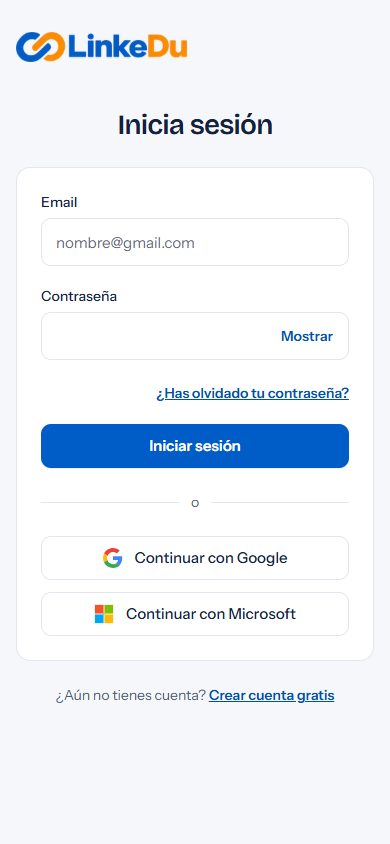 LinkeDu
Inicia sesión
Email
nombre@gmail.com
Contraseña
Mostrar
¿Has olvidado tu contraseña?
Iniciar sesión
o
Continuar con Google
Continuar con Microsoft
¿Aún no tienes cuenta? Crear cuenta gratis